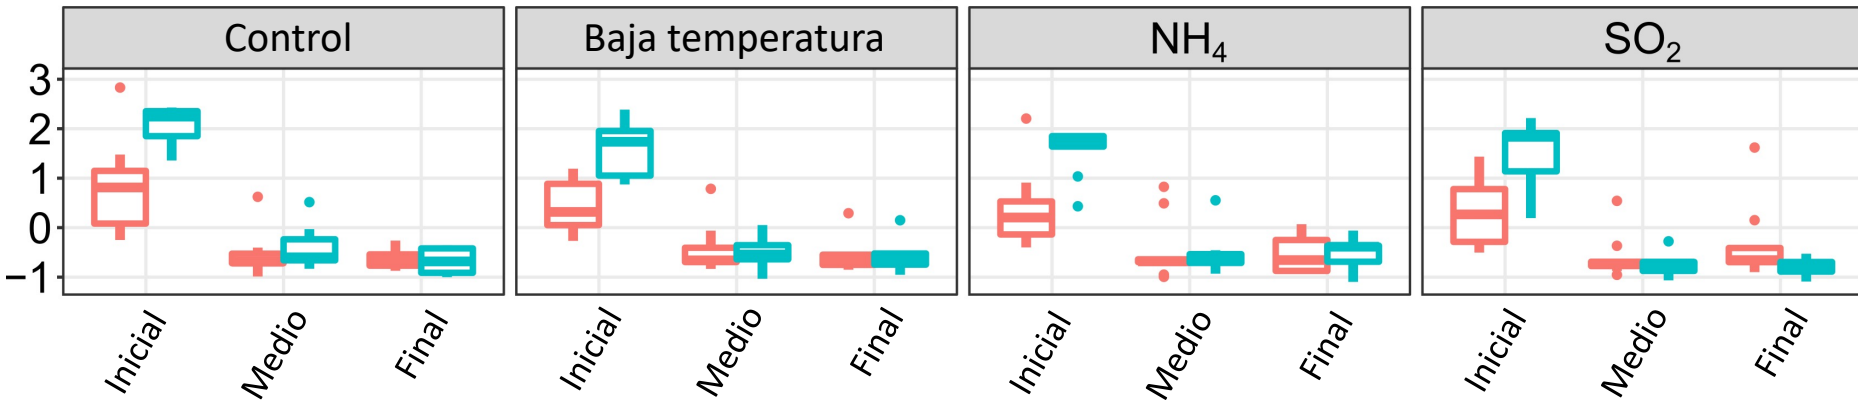 Control Baja temperatura NH₄ SO₂
3
2
1
0
−1
Inicial Medio Final Inicial Medio Final Inicial Medio Final Inicial Medio Final